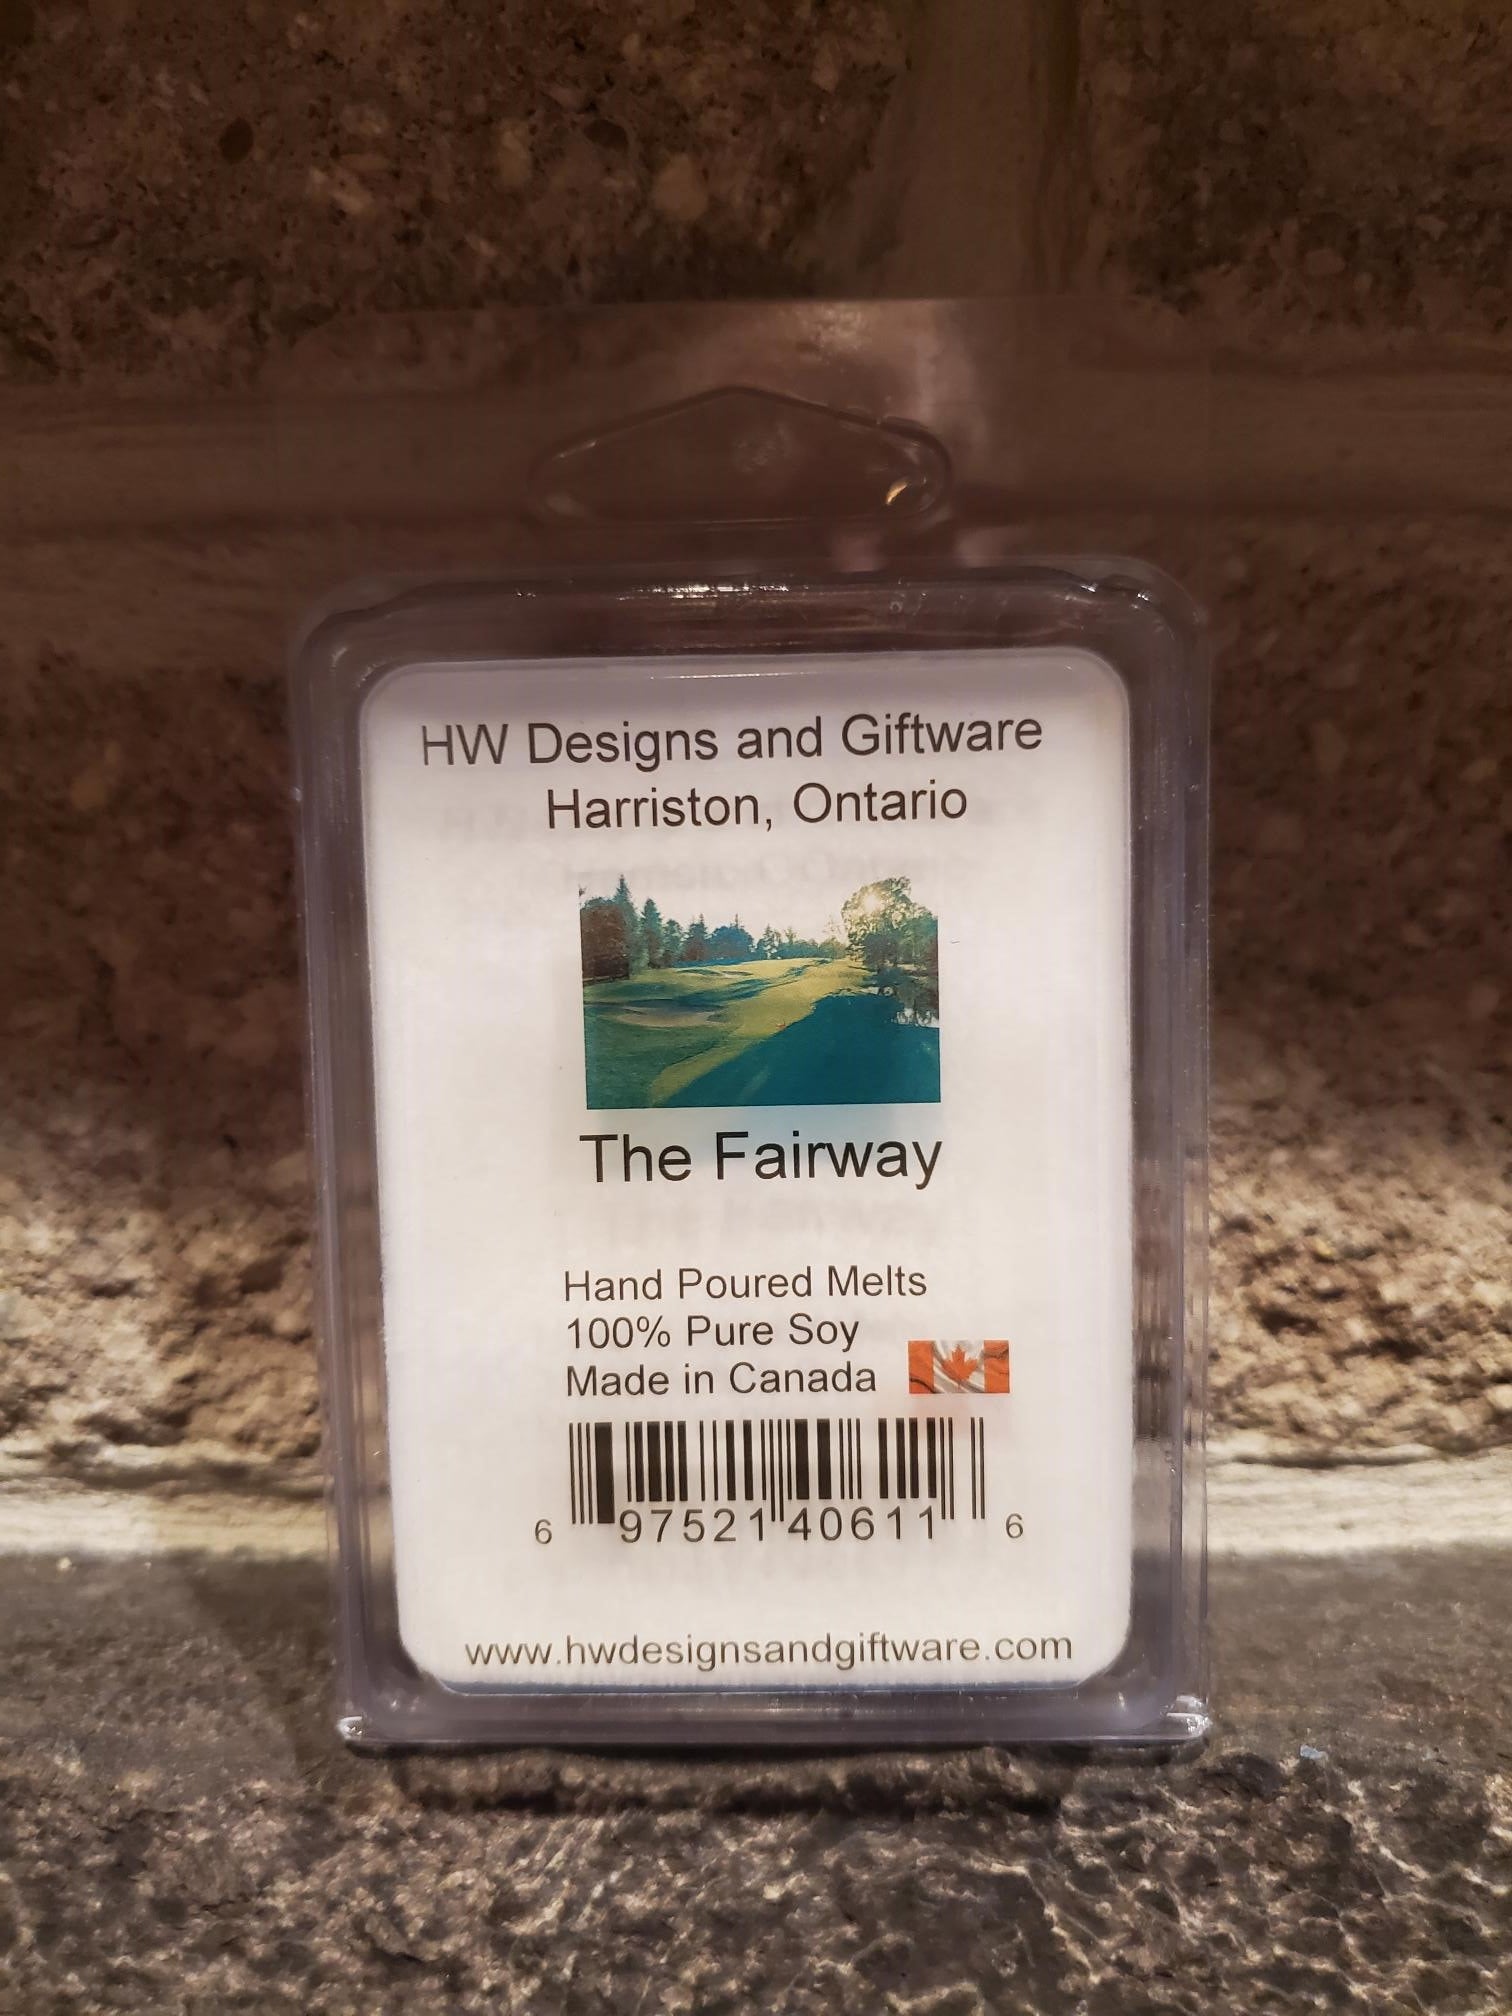 HW Designs and Giftware
Harriston, Ontario
The Fairway
Hand Poured Melts
100% Pure Soy
Made in Canada
6 97521 40611 6
www.hwdesignsandgiftware.com